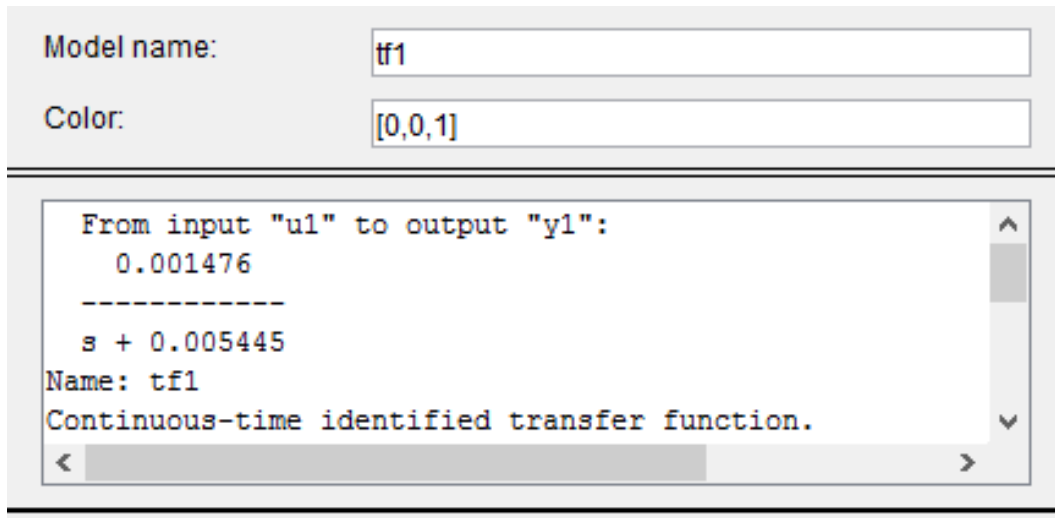 Model name: tf1
Color: [0,0,1]
From input "u1" to output "y1":
0.001476
------------
s + 0.005445
Name: tf1
Continuous-time identified transfer function.